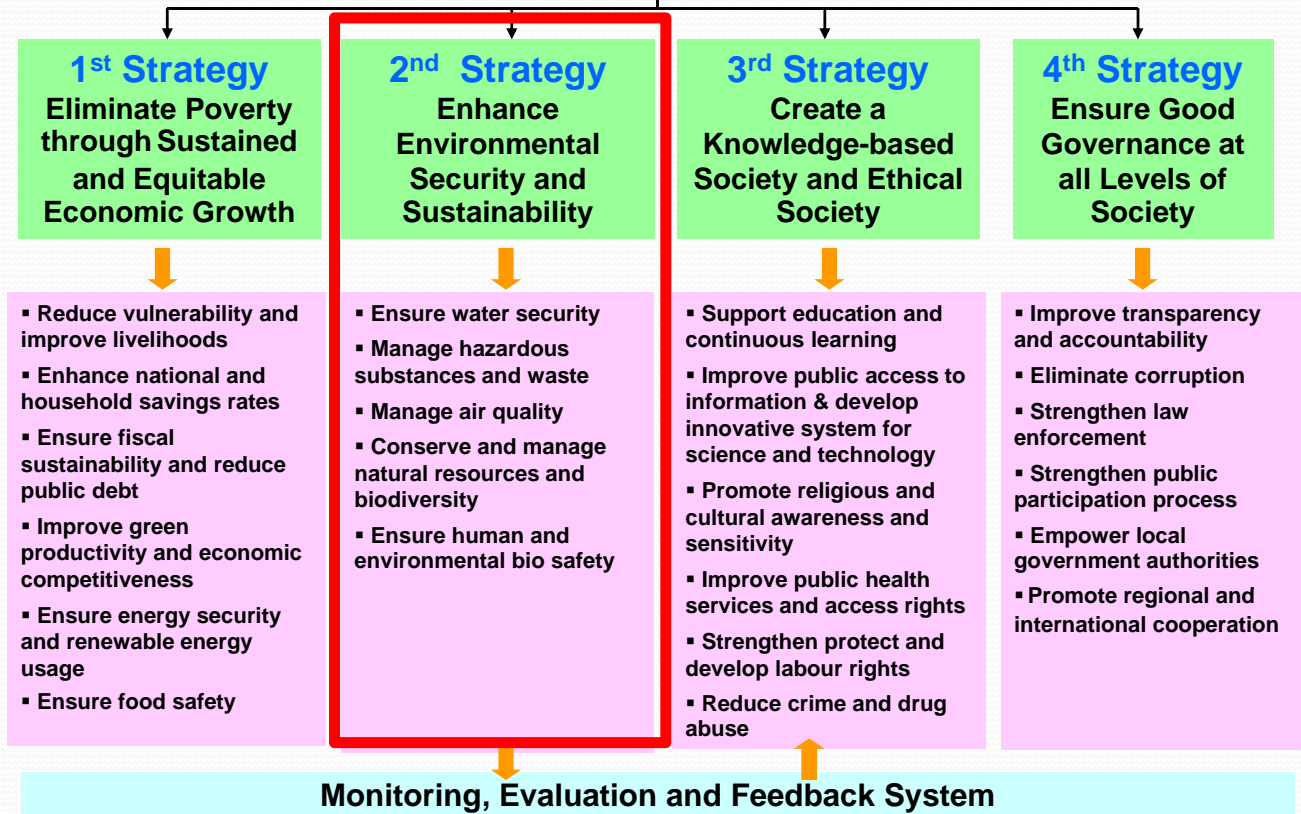 1st Strategy
Eliminate Poverty
through Sustained
and Equitable
Economic Growth
▪ Reduce vulnerability and
improve livelihoods
▪ Enhance national and
household savings rates
▪ Ensure fiscal
sustainability and reduce
public debt
▪ Improve green
productivity and economic
competitiveness
▪ Ensure energy security
and renewable energy
usage
▪ Ensure food safety
2nd Strategy
Enhance
Environmental
Security and
Sustainability
▪ Ensure water security
▪ Manage hazardous
substances and waste
▪ Manage air quality
▪ Conserve and manage
natural resources and
biodiversity
▪ Ensure human and
environmental bio safety
3rd Strategy
Create a
Knowledge-based
Society and Ethical
Society
▪ Support education and
continuous learning
▪ Improve public access to
information & develop
innovative system for
science and technology
▪ Promote religious and
cultural awareness and
sensitivity
▪ Improve public health
services and access rights
▪ Strengthen protect and
develop labour rights
▪ Reduce crime and drug
abuse
4th Strategy
Ensure Good
Governance at
all Levels of
Society
▪ Improve transparency
and accountability
▪ Eliminate corruption
▪ Strengthen law
enforcement
▪ Strengthen public
participation process
▪ Empower local
government authorities
▪ Promote regional and
international cooperation
Monitoring, Evaluation and Feedback System